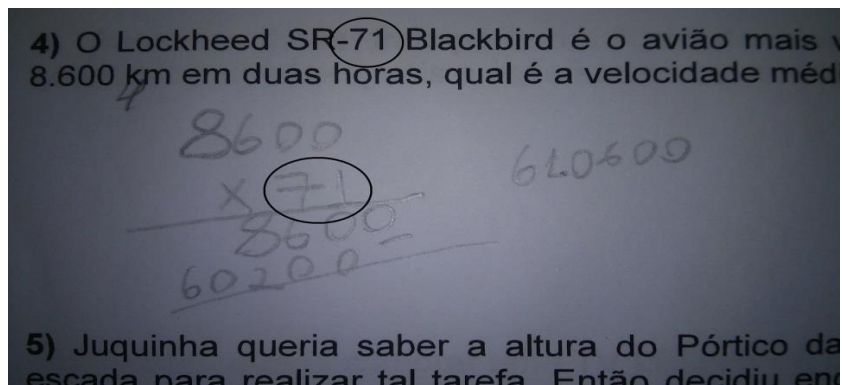 4) O Lockheed SR-71 Blackbird é o avião mais
8.600 km em duas horas, qual é a velocidade méd
4
8600
x 71
8600
60200
610600
5) Juquinha queria saber a altura do Pórtico da
escada para realizar tal tarefa. Então decidiu